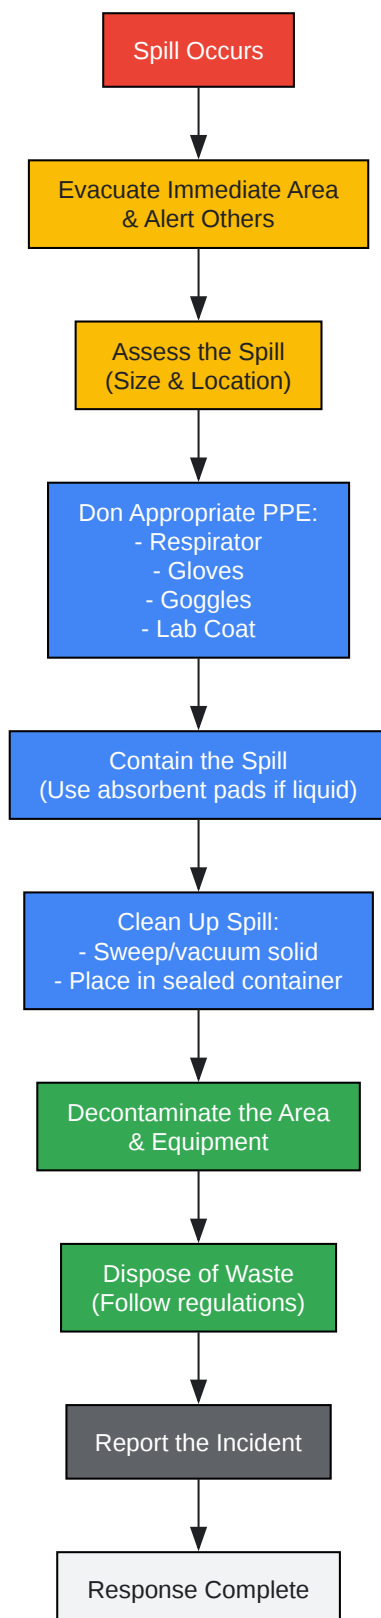 Spill Occurs
Evacuate Immediate Area
& Alert Others
Assess the Spill
(Size & Location)
Don Appropriate PPE:
- Respirator
- Gloves
- Goggles
- Lab Coat
Contain the Spill
(Use absorbent pads if liquid)
Clean Up Spill:
- Sweep/vacuum solid
- Place in sealed container
Decontaminate the Area
& Equipment
Dispose of Waste
(Follow regulations)
Report the Incident
Response Complete